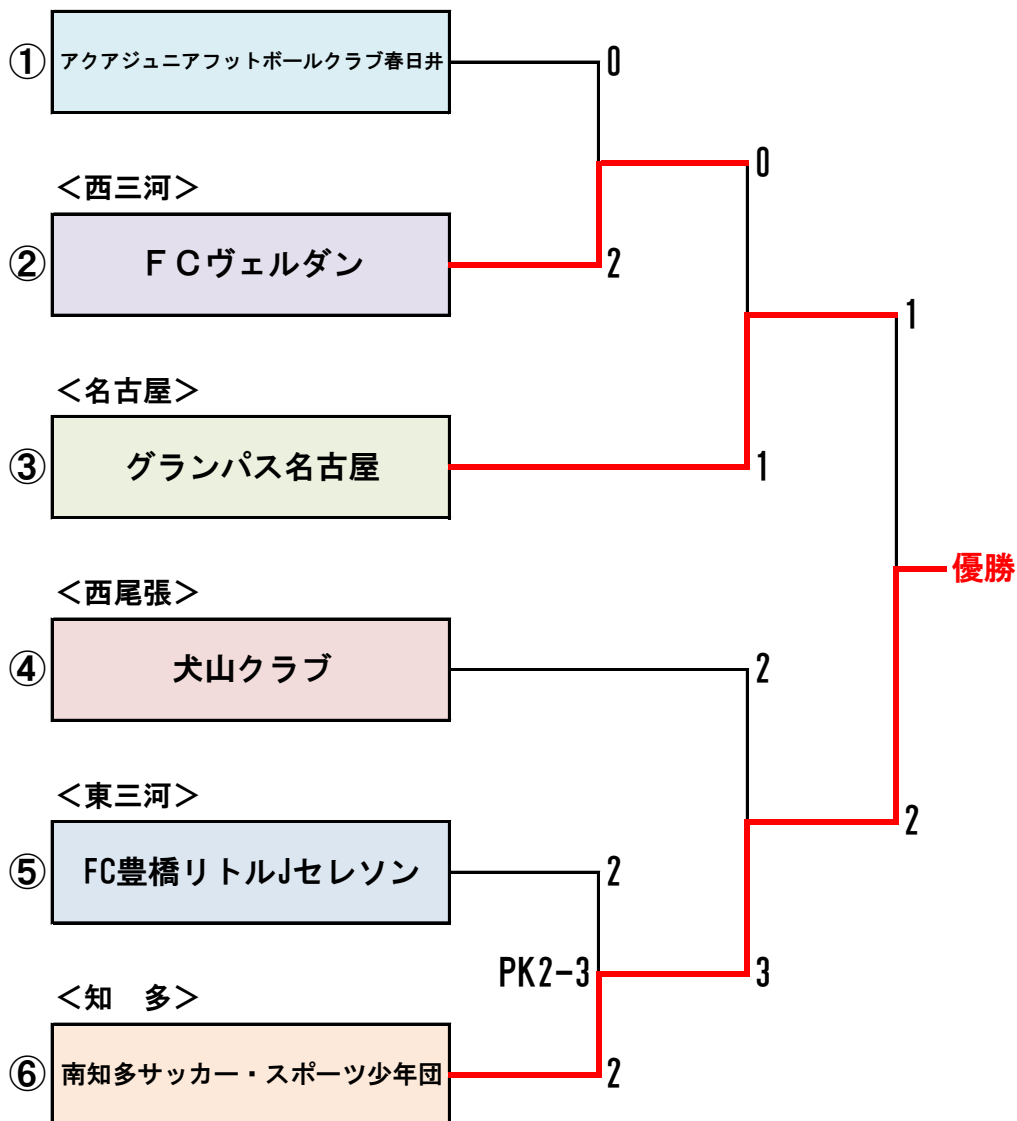 ①
アクアジュニアフットボールクラブ春日井
0
0
<西三河>
②
FCヴェルダン
2
1
<名古屋>
③
グランパス名古屋
1
優勝
<西尾張>
④
犬山クラブ
2
<東三河>
2
⑤
FC豊橋リトルJセレソン
2
PK2-3
3
<知 多>
⑥
南知多サッカー・スポーツ少年団
2